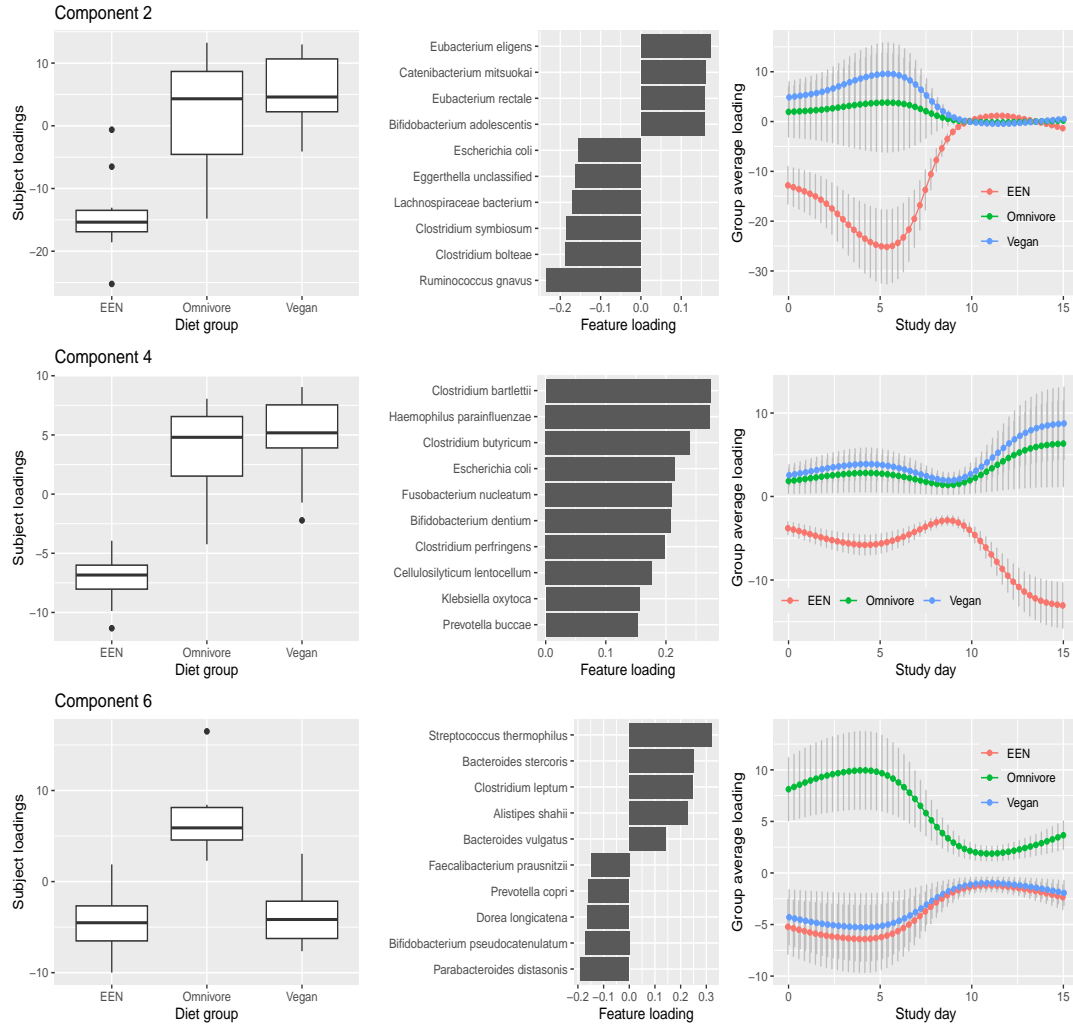 Component 2
Subject loadings
10
0
−10
−20
EEN
Omnivore
Vegan
Diet group
Eubacterium eligens
Catenibacterium mitsuokai
Eubacterium rectale
Bifidobacterium adolescentis
Escherichia coli
Eggerthella unclassified
Lachnospiraceae bacterium
Clostridium symbiosum
Clostridium bolteae
Ruminococcus gnavus
−0.2 −0.1 0.0 0.1
Feature loading
Group average loading
10
0
−10
−20
−30
EEN
Omnivore
Vegan
0 5 10 15
Study day
Component 4
Subject loadings
10
5
0
−5
−10
EEN
Omnivore
Vegan
Diet group
Clostridium bartlettii
Haemophilus parainfluenzae
Clostridium butyricum
Escherichia coli
Fusobacterium nucleatum
Bifidobacterium dentium
Clostridium perfringens
Cellulosilyticum lentocellum
Klebsiella oxytoca
Prevotella buccae
0.0 0.1 0.2
Feature loading
Group average loading
10
0
−10
EEN Omnivore Vegan
0 5 10 15
Study day
Component 6
Subject loadings
10
0
−10
EEN
Omnivore
Vegan
Diet group
Streptococcus thermophilus
Bacteroides stercoris
Clostridium leptum
Alistipes shahii
Bacteroides vulgatus
Faecalibacterium prausnitzii
Prevotella copri
Dorea longicatena
Bifidobacterium pseudocatenulatum
Parabacteroides distasonis
−0.2 −0.1 0.0 0.1 0.2 0.3
Feature loading
Group average loading
10
5
0
−5
−10
EEN
Omnivore
Vegan
0 5 10 15
Study day